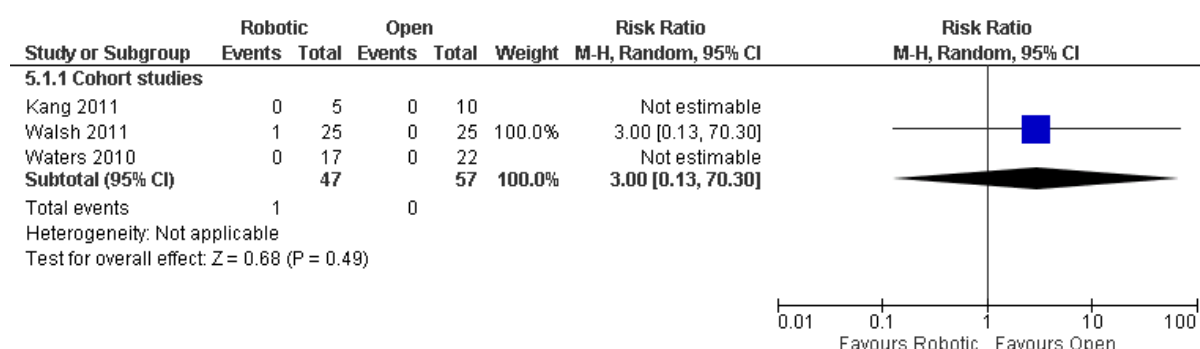 Robotic Open Risk Ratio Risk Ratio
Study or Subgroup Events Total Events Total Weight M-H, Random, 95% CI M-H, Random, 95% CI
5.1.1 Cohort studies
Kang 2011 0 5 0 10 Not estimable
Walsh 2011 1 25 0 25 100.0% 3.00 [0.13, 70.30]
Waters 2010 0 17 0 22 Not estimable
Subtotal (95% CI) 47 57 100.0% 3.00 [0.13, 70.30]
Total events 1 0
Heterogeneity: Not applicable
Test for overall effect: Z = 0.68 (P = 0.49)
0.01 0.1 1 10 100
Favours Robotic Favours Open